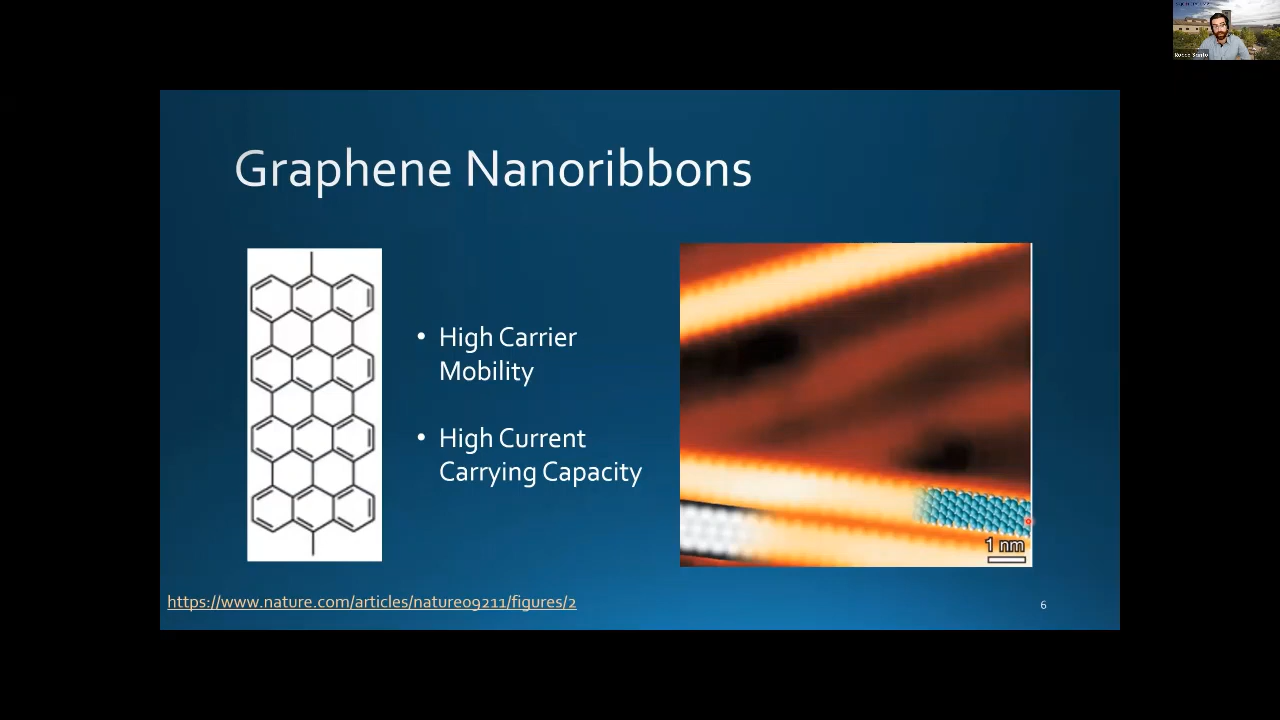 Graphene Nanoribbons
• High Carrier
Mobility
• High Current
Carrying Capacity
1 nm
https://www.nature.com/articles/nature09211/figures/2
6